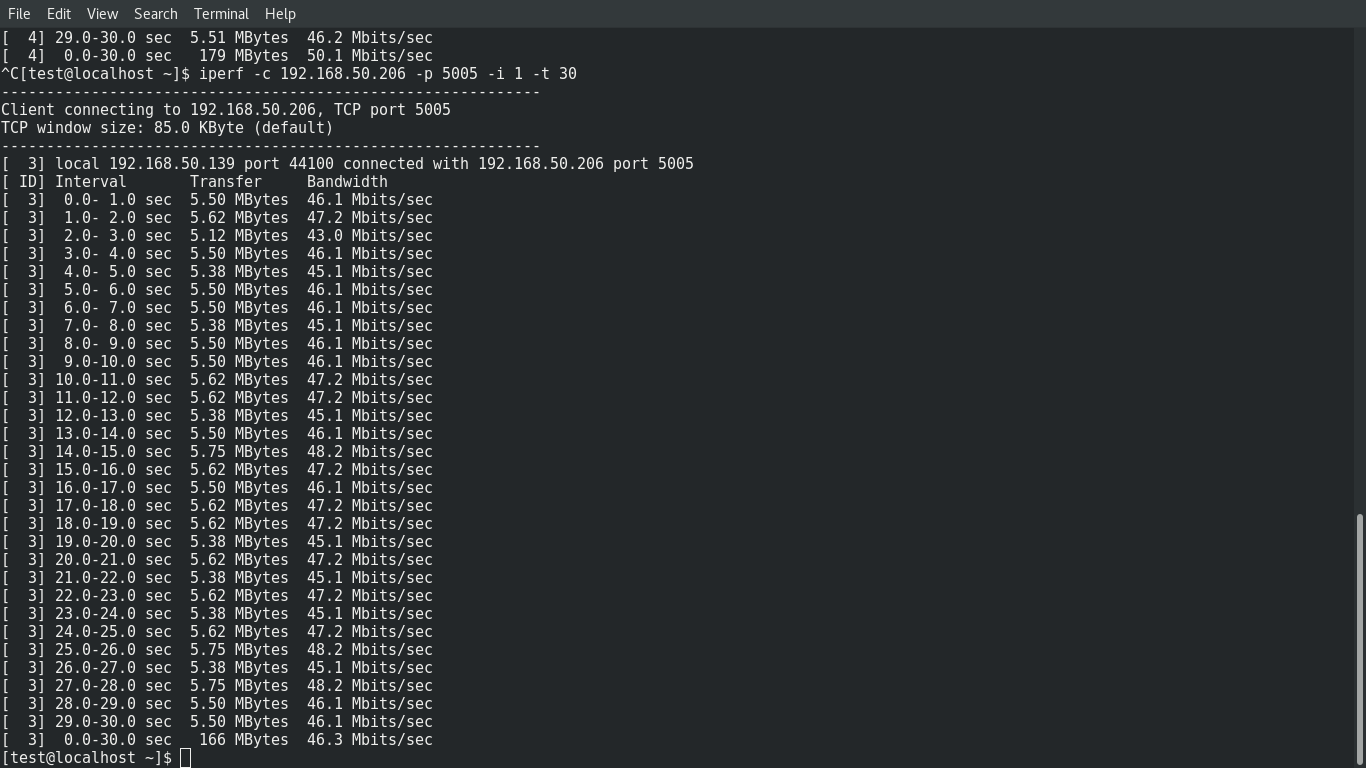 File Edit View Search Terminal Help
[  4] 29.0-30.0 sec  5.51 MBytes  46.2 Mbits/sec
[  4]  0.0-30.0 sec   179 MBytes  50.1 Mbits/sec
^C[test@localhost ~]$ iperf -c 192.168.50.206 -p 5005 -i 1 -t 30
------------------------------------------------------------
Client connecting to 192.168.50.206, TCP port 5005
TCP window size: 85.0 KByte (default)
------------------------------------------------------------
[  3] local 192.168.50.139 port 44100 connected with 192.168.50.206 port 5005
[ ID] Interval       Transfer     Bandwidth
[  3]  0.0- 1.0 sec  5.50 MBytes  46.1 Mbits/sec
[  3]  1.0- 2.0 sec  5.62 MBytes  47.2 Mbits/sec
[  3]  2.0- 3.0 sec  5.12 MBytes  43.0 Mbits/sec
[  3]  3.0- 4.0 sec  5.50 MBytes  46.1 Mbits/sec
[  3]  4.0- 5.0 sec  5.38 MBytes  45.1 Mbits/sec
[  3]  5.0- 6.0 sec  5.50 MBytes  46.1 Mbits/sec
[  3]  6.0- 7.0 sec  5.50 MBytes  46.1 Mbits/sec
[  3]  7.0- 8.0 sec  5.38 MBytes  45.1 Mbits/sec
[  3]  8.0- 9.0 sec  5.50 MBytes  46.1 Mbits/sec
[  3]  9.0-10.0 sec  5.50 MBytes  46.1 Mbits/sec
[  3] 10.0-11.0 sec  5.62 MBytes  47.2 Mbits/sec
[  3] 11.0-12.0 sec  5.62 MBytes  47.2 Mbits/sec
[  3] 12.0-13.0 sec  5.38 MBytes  45.1 Mbits/sec
[  3] 13.0-14.0 sec  5.50 MBytes  46.1 Mbits/sec
[  3] 14.0-15.0 sec  5.75 MBytes  48.2 Mbits/sec
[  3] 15.0-16.0 sec  5.62 MBytes  47.2 Mbits/sec
[  3] 16.0-17.0 sec  5.50 MBytes  46.1 Mbits/sec
[  3] 17.0-18.0 sec  5.62 MBytes  47.2 Mbits/sec
[  3] 18.0-19.0 sec  5.62 MBytes  47.2 Mbits/sec
[  3] 19.0-20.0 sec  5.38 MBytes  45.1 Mbits/sec
[  3] 20.0-21.0 sec  5.62 MBytes  47.2 Mbits/sec
[  3] 21.0-22.0 sec  5.38 MBytes  45.1 Mbits/sec
[  3] 22.0-23.0 sec  5.62 MBytes  47.2 Mbits/sec
[  3] 23.0-24.0 sec  5.38 MBytes  45.1 Mbits/sec
[  3] 24.0-25.0 sec  5.62 MBytes  47.2 Mbits/sec
[  3] 25.0-26.0 sec  5.75 MBytes  48.2 Mbits/sec
[  3] 26.0-27.0 sec  5.38 MBytes  45.1 Mbits/sec
[  3] 27.0-28.0 sec  5.75 MBytes  48.2 Mbits/sec
[  3] 28.0-29.0 sec  5.50 MBytes  46.1 Mbits/sec
[  3] 29.0-30.0 sec  5.50 MBytes  46.1 Mbits/sec
[  3]  0.0-30.0 sec   166 MBytes  46.3 Mbits/sec
[test@localhost ~]$